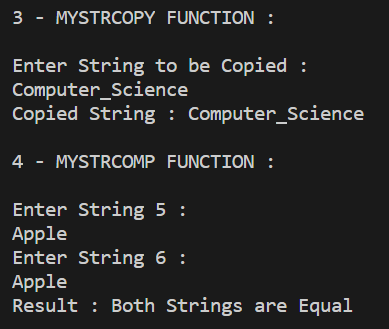 3 - MYSTRCOPY FUNCTION :
Enter String to be Copied :
Computer_Science
Copied String : Computer_Science
4 - MYSTRCOMP FUNCTION :
Enter String 5 :
Apple
Enter String 6 :
Apple
Result : Both Strings are Equal